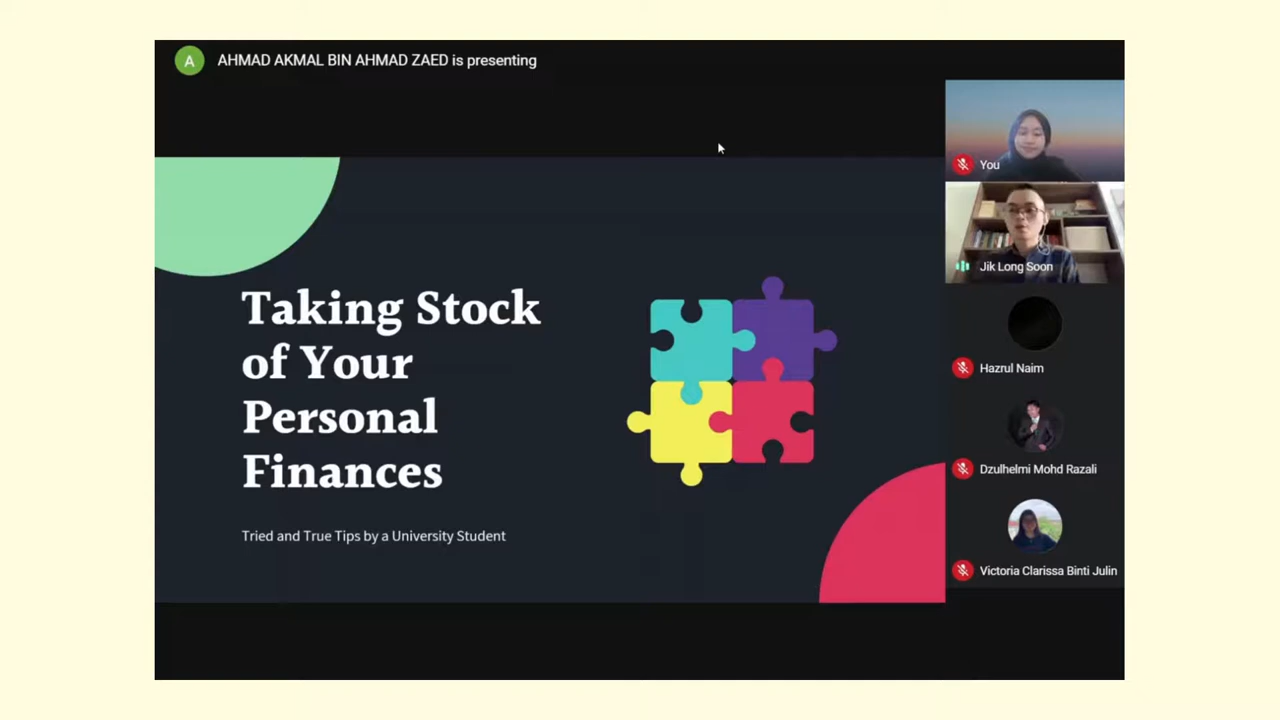 A
AHMAD AKMAL BIN AHMAD ZAED is presenting
Taking Stock
of Your
Personal
Finances
Tried and True Tips by a University Student
You
Jik Long Soon
Hazrul Naim
Dzulhelmi Mohd Razali
Victoria Clarissa Binti Julin